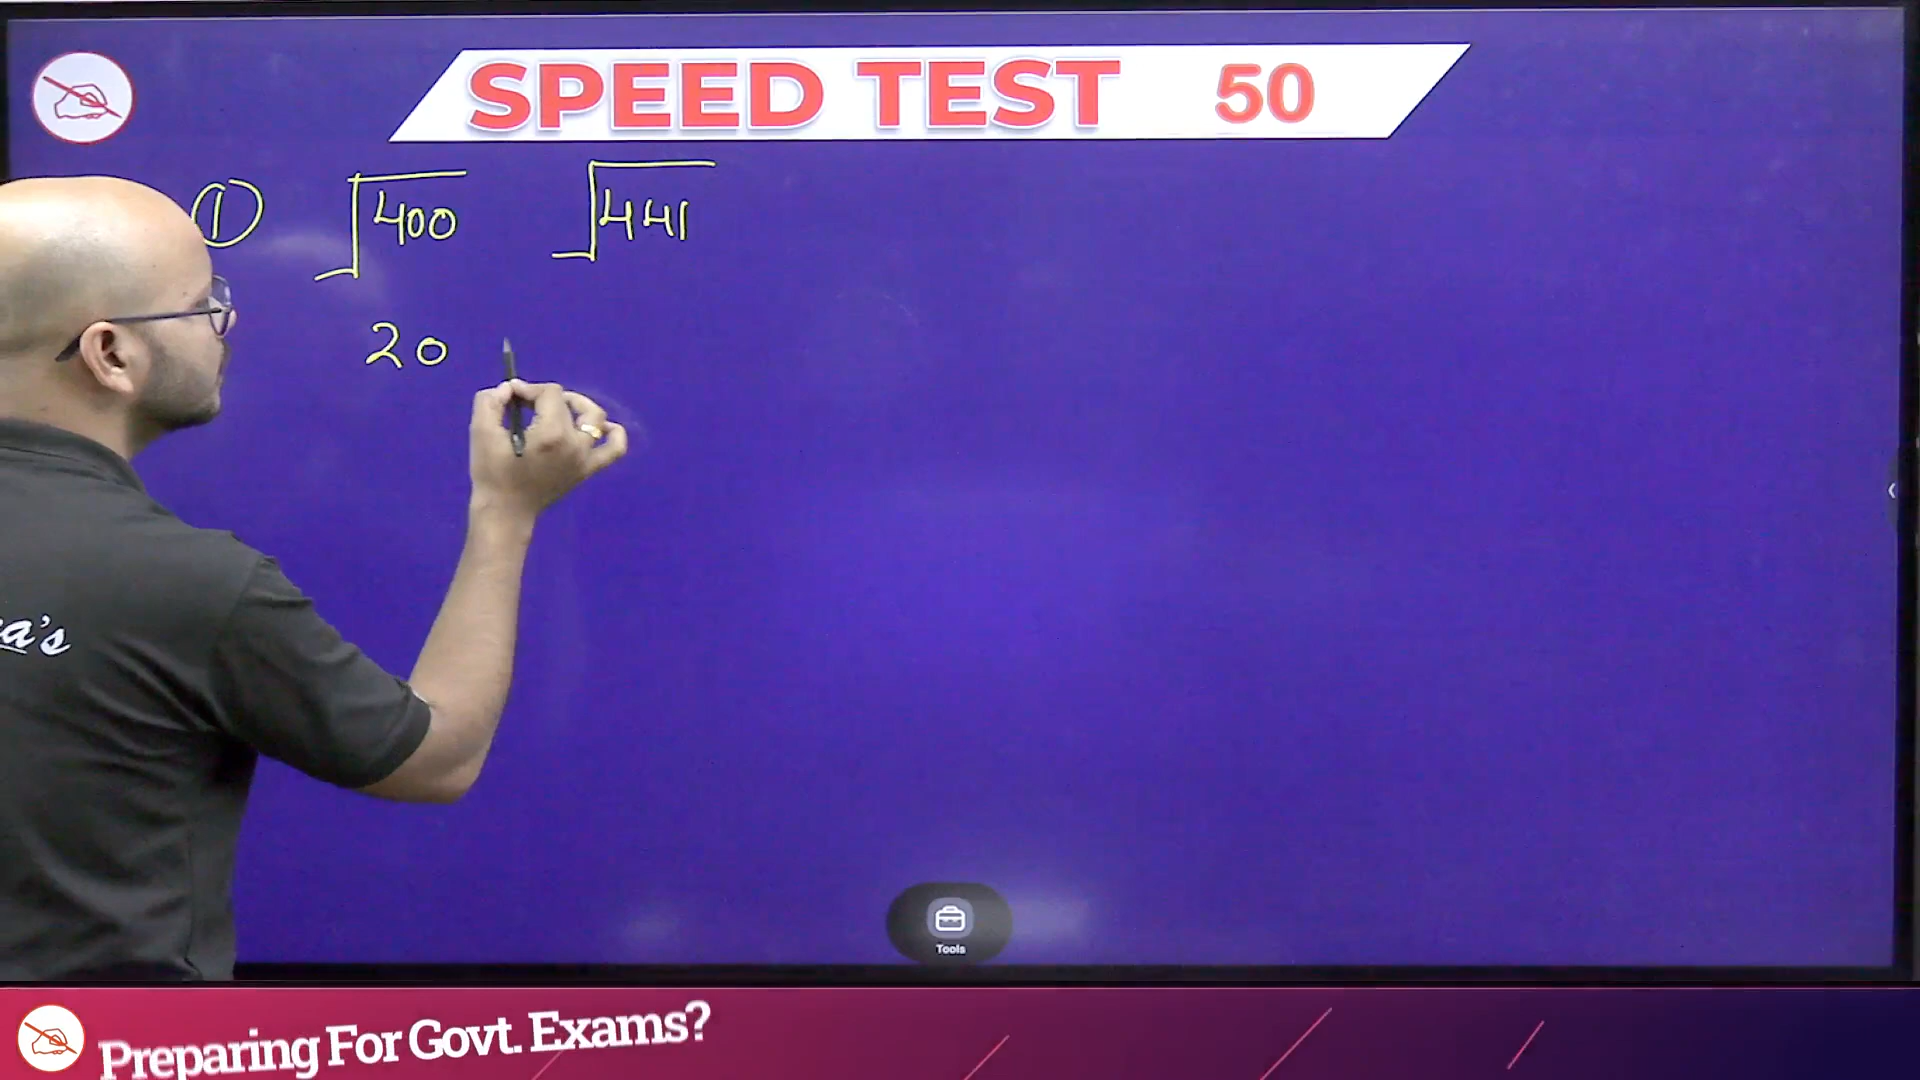 SPEED TEST 50
① √400 √441
20
a's
Tools
Preparing For Govt. Exams?